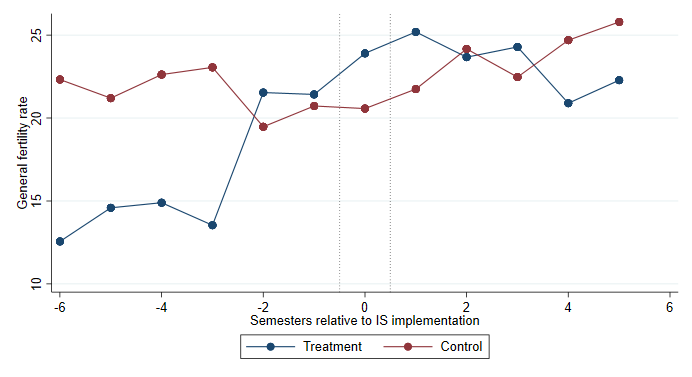 General fertility rate
25
20
15
10
-6 -4 -2 0 2 4 6
Semesters relative to IS implementation
Treatment Control